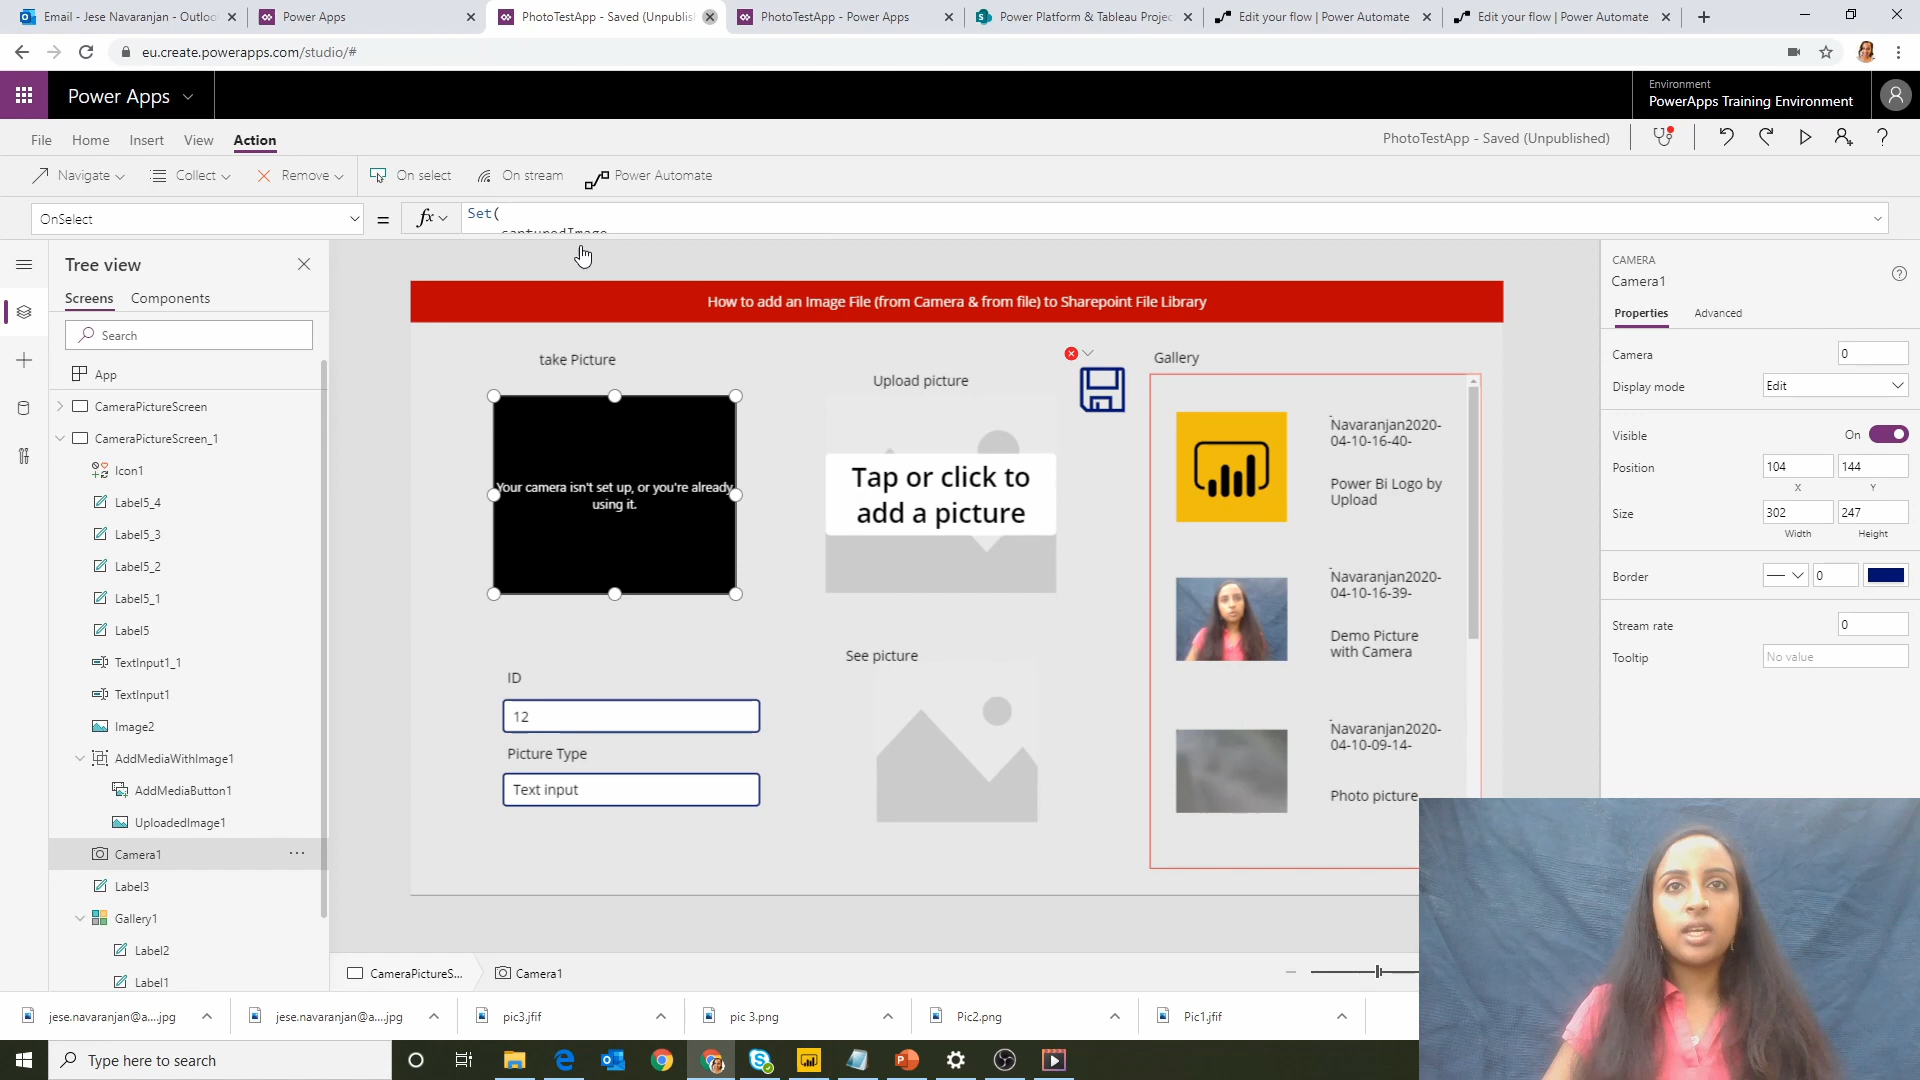 Email - Jese Navaranjan - Outloo
Power Apps
PhotoTestApp - Saved (Unpublis
PhotoTestApp - Power Apps
Power Platform & Tableau Projec
Edit your flow | Power Automate
Edit your flow | Power Automate
eu.create.powerapps.com/studio/#
Power Apps
Environment
PowerApps Training Environment
File
Home
Insert
View
Action
PhotoTestApp - Saved (Unpublished)
Navigate
Collect
Remove
On select
On stream
Power Automate
OnSelect
=
fx
Set(
capturedImage
Tree view
Screens
Components
Search
App
CameraPictureScreen
CameraPictureScreen_1
Icon1
Label5_4
Label5_3
Label5_2
Label5_1
Label5
TextInput1_1
TextInput1
Image2
AddMediaWithImage1
AddMediaButton1
UploadedImage1
Camera1
Label3
Gallery1
Label2
Label1
How to add an Image File (from Camera & from file) to Sharepoint File Library
take Picture
Your camera isn't set up, or you're already
using it.
ID
12
Picture Type
Text input
Upload picture
Tap or click to
add a picture
See picture
Gallery
Navaranjan2020-
04-10-16-40-
Power Bi Logo by
Upload
Navaranjan2020-
04-10-16-39-
Demo Picture
with Camera
Navaranjan2020-
04-10-09-14-
Photo picture
CAMERA
Camera1
Properties
Advanced
Camera
0
Display mode
Edit
Visible
On
Position
104
144
X
Y
Size
302
247
Width
Height
Border
0
Stream rate
0
Tooltip
No value
CameraPictureS...
Camera1
jese.navaranjan@a....jpg
jese.navaranjan@a....jpg
pic3.jfif
pic 3.png
Pic2.png
Pic1.jfif
Type here to search